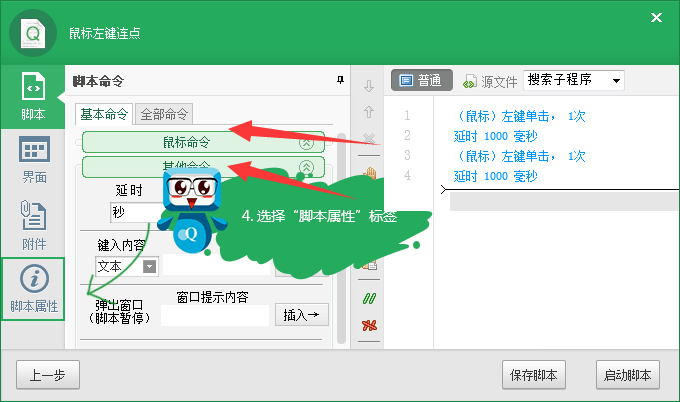 Q
鼠标左键连点
脚本
界面
附件
脚本属性
脚本命令
基本命令 全部命令
鼠标命令
其他命令
延时
秒
键入内容
文本
弹出窗口
(脚本暂停)
窗口提示内容
插入→
Q
4. 选择“脚本属性”标签
普通 源文件 搜索子程序
1 （鼠标）左键单击， 1次
2 延时 1000 毫秒
3 （鼠标）左键单击， 1次
4 延时 1000 毫秒
上一步 保存脚本 启动脚本